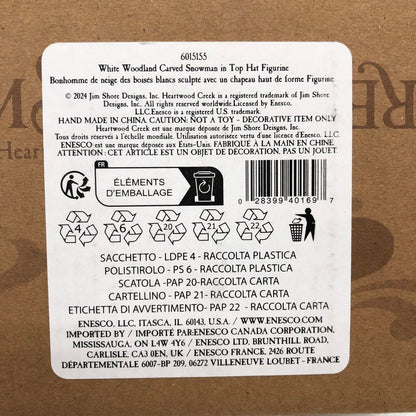 6015155
White Woodland Carved Snowman in Top Hat Figurine
Bonhomme de neige des boisés blancs sculpté avec un chapeau haut de forme Figurine
© 2024 Jim Shore Designs, Inc. Heartwood Creek is a registered trademark of Jim Shore
Designs, Inc. All rights worldwide.Licensed by Enesco,
L.L.C.Enesco is a registered trademark of Enesco, L.L.C.
HAND MADE IN CHINA CAUTION: NOT A TOY - DECORATIVE ITEM ONLY
Heartwood Creek est une marque déposée de Jim Shore Designs, Inc.
Tous droits réservés à l'échelle mondiale. Autorisé par Enesco, L.L.C.
ENESCO est une marque déposée aux États-Unis. FABRIQUÉ À LA MAIN EN CHINE
ATTENTION : CET ARTICLE EST UN OBJET DE DÉCORATION, PAS UN JOUET.
FR
ÉLÉMENTS
D'EMBALLAGE
0 28399 40169 7
4 6 20 21 22
SACCHETTO - LDPE 4 - RACCOLTA PLASTICA
POLISTIROLO - PS 6 - RACCOLTA PLASTICA
SCATOLA - PAP 20- RACCOLTA CARTA
CARTELLINO - PAP 21- RACCOLTA CARTA
ETICHETTA DI AVVERTIMENTO- PAP 22 - RACCOLTA CARTA
ENESCO, LLC, ITASCA, IL 60143, U.S.A. / WWW.ENESCO.COM
IMPORTED BY / IMPORTÉ PAR:ENESCO CANADA CORPORATION,
MISSISSAUGA, ON L4W 4Y6 / ENESCO LTD, BRUNTHILL ROAD,
CARLISLE, CA3 0EN, UK / ENESCO FRANCE, 2426 ROUTE
DÉPARTEMENTALE 6007-BP 209, 06272 VILLENEUVE LOUBET - FRANCE